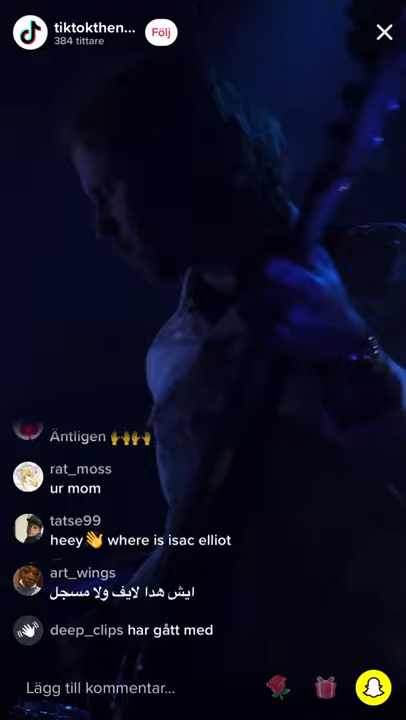 tiktokthen...
384 tittare
Följ
Äntligen 🙌🙌🙌
rat_moss
ur mom
tatse99
heey👋 where is isac elliot
art_wings
ايش هدا لايف ولا مسجل
deep_clips har gått med
Lägg till kommentar...